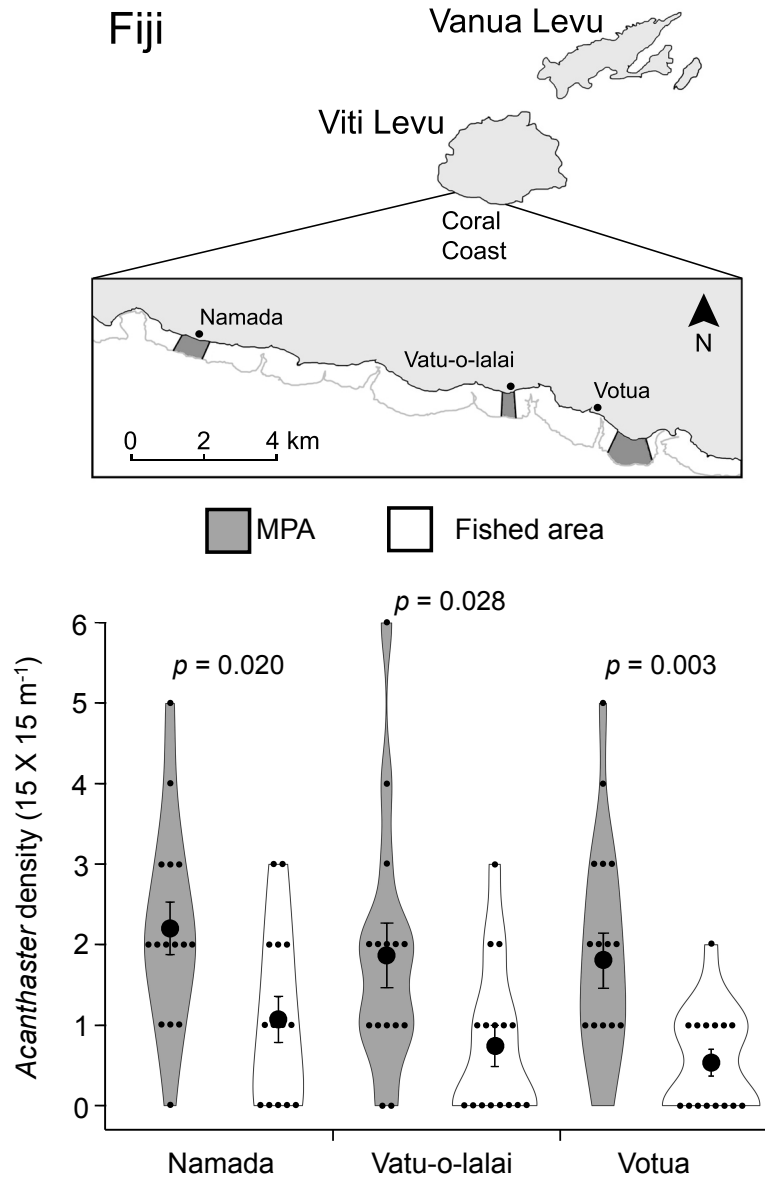 Fiji
Vanua Levu
Viti Levu
Coral
Coast
Namada
Vatu-o-lalai
Votua
N
0 2 4 km
MPA
Fished area
Acanthaster density (15 X 15 m-1)
6
5
4
3
2
1
0
p = 0.020
p = 0.028
p = 0.003
Namada
Vatu-o-lalai
Votua